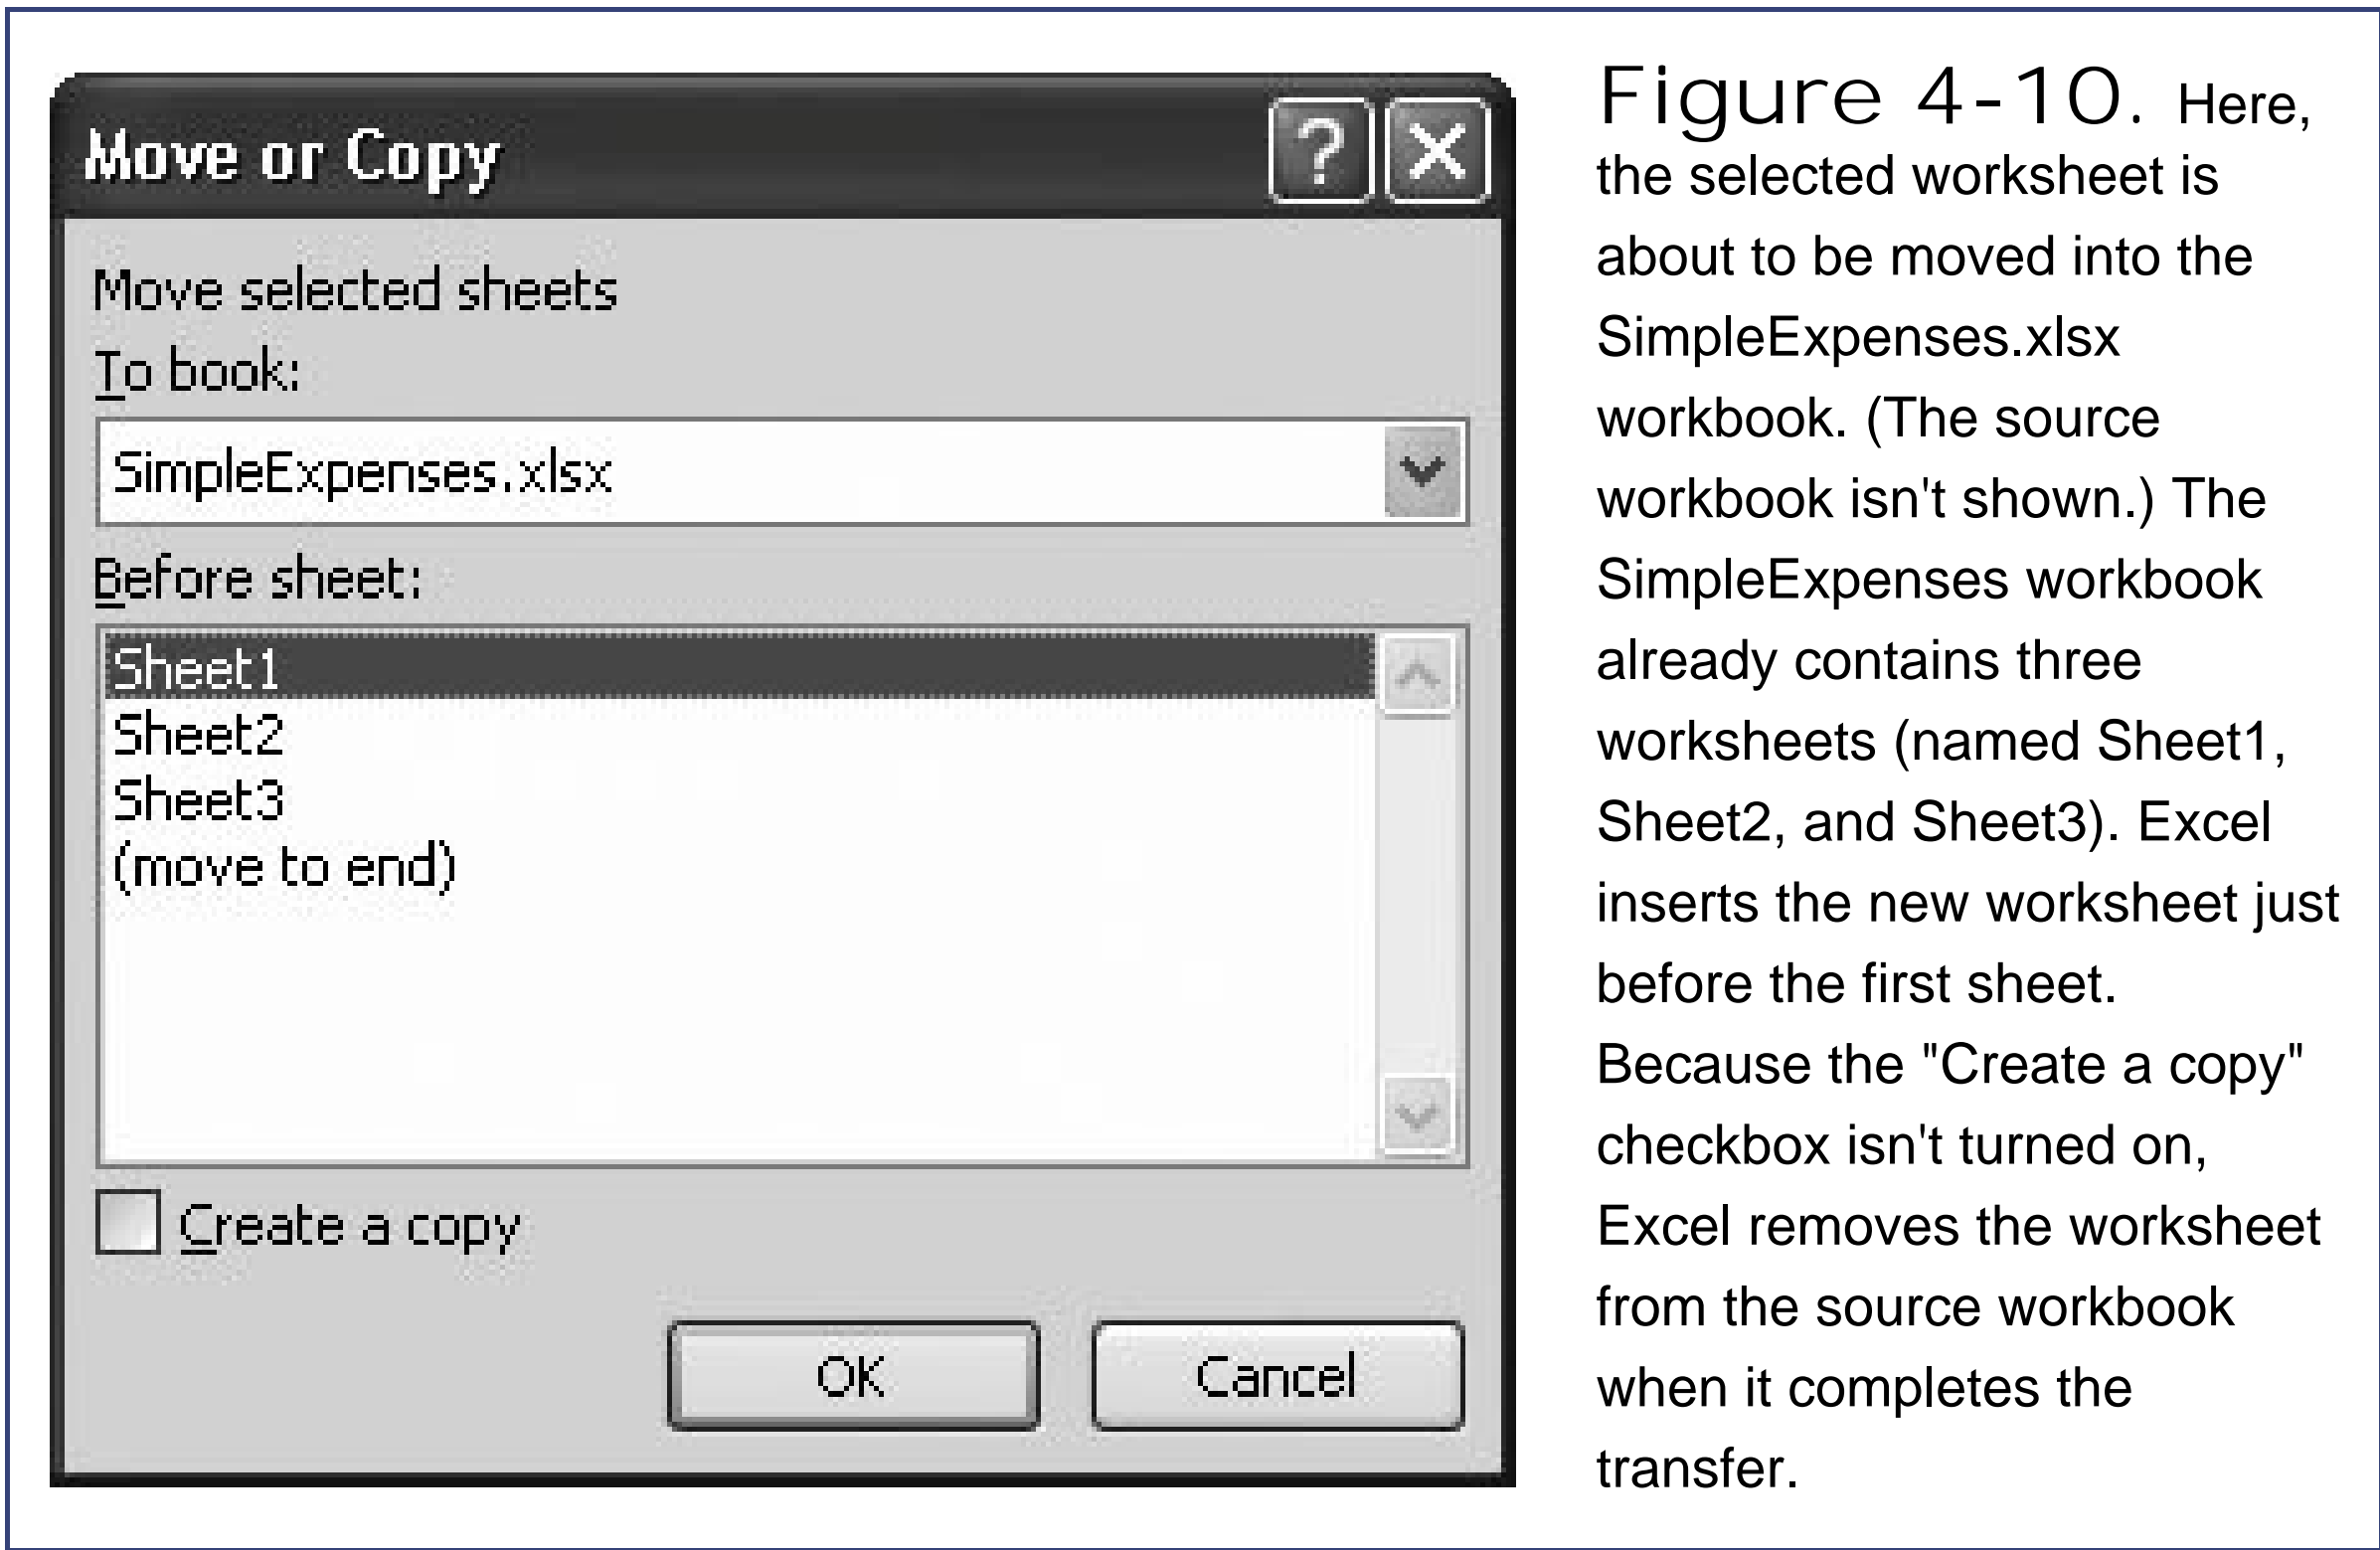 Move or Copy
Move selected sheets
To book:
SimpleExpenses.xlsx
Before sheet:
Sheet1
Sheet2
Sheet3
(move to end)
Create a copy
OK Cancel
Figure 4-10. Here,
the selected worksheet is
about to be moved into the
SimpleExpenses.xlsx
workbook. (The source
workbook isn't shown.) The
SimpleExpenses workbook
already contains three
worksheets (named Sheet1,
Sheet2, and Sheet3). Excel
inserts the new worksheet just
before the first sheet.
Because the "Create a copy"
checkbox isn't turned on,
Excel removes the worksheet
from the source workbook
when it completes the
transfer.